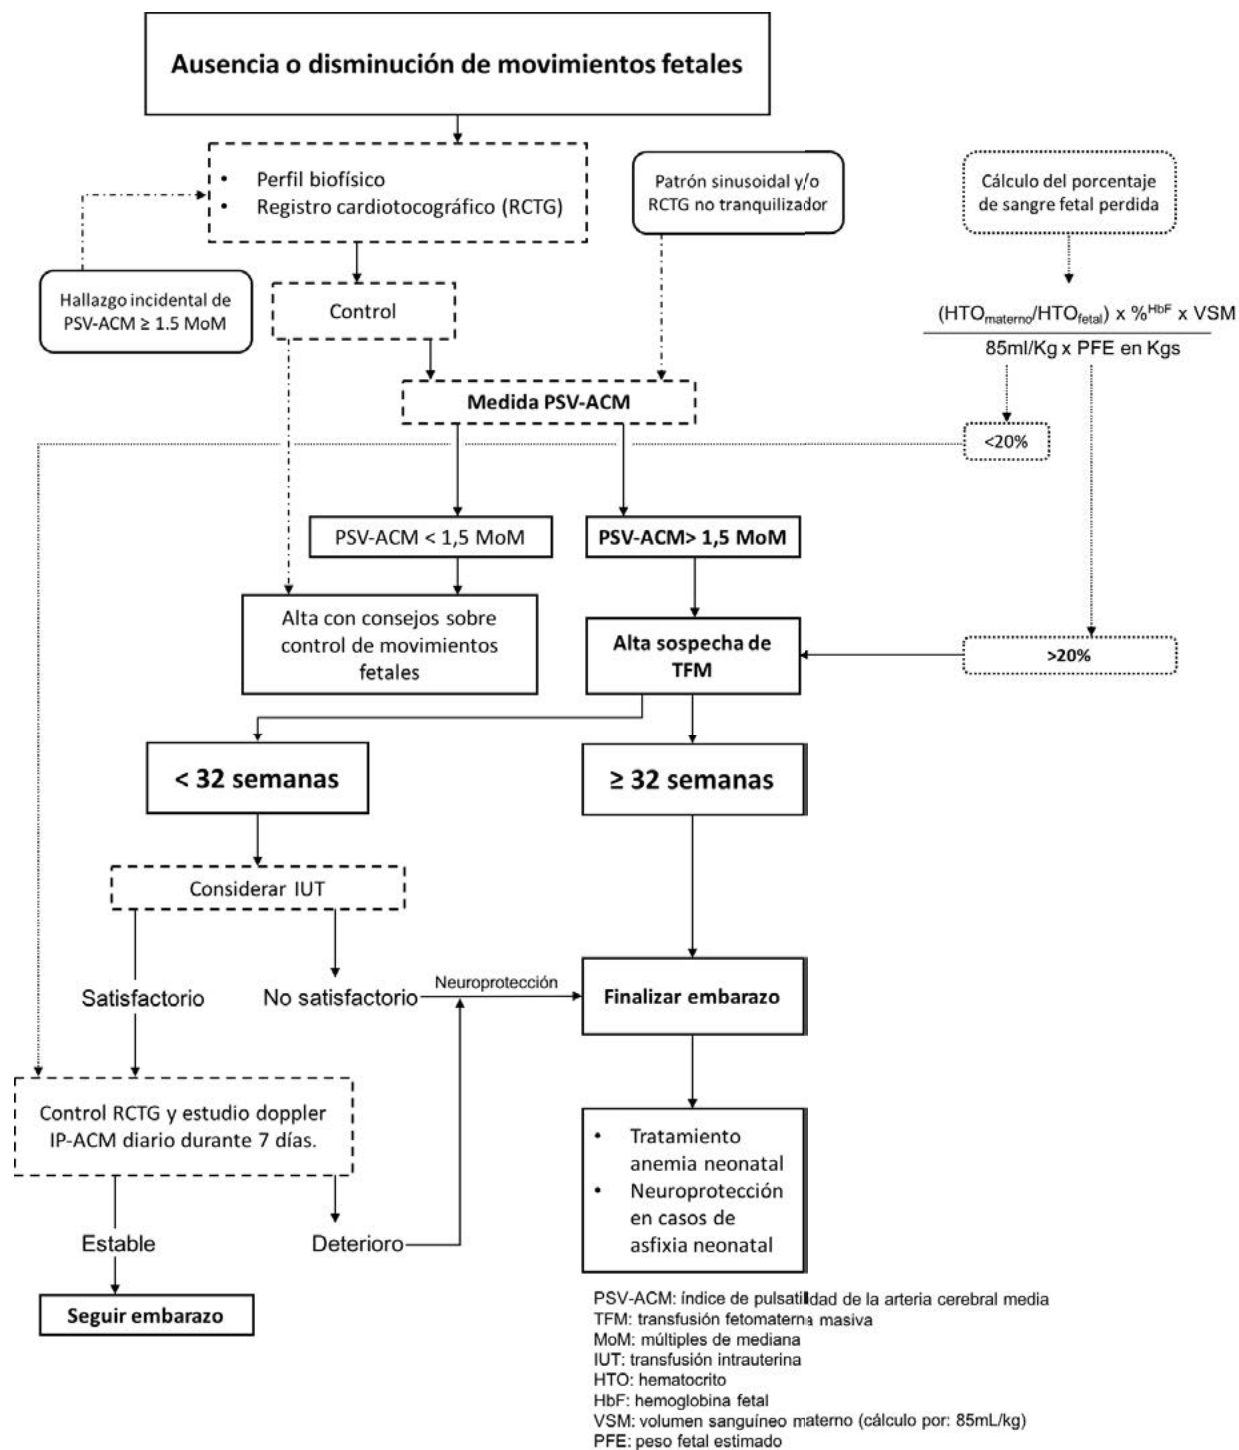 Ausencia o disminución de movimientos fetales
• Perfil biofísico
• Registro cardiotocográfico (RCTG)
Patrón sinusoidal y/o
RCTG no tranquilizador
Cálculo del porcentaje
de sangre fetal perdida
Hallazgo incidental de
PSV-ACM ≥ 1.5 MoM
Control
(HTOmaterno/HTOfetal) x %HbF x VSM
85ml/Kg x PFE en Kgs
Medida PSV-ACM
<20%
PSV-ACM < 1,5 MoM
PSV-ACM> 1,5 MoM
Alta con consejos sobre
control de movimientos
fetales
Alta sospecha de
TFM
>20%
< 32 semanas
≥ 32 semanas
Considerar IUT
Satisfactorio
No satisfactorio
Neuroprotección
Finalizar embarazo
Control RCTG y estudio doppler
IP-ACM diario durante 7 días.
• Tratamiento
anemia neonatal
• Neuroprotección
en casos de
asfixia neonatal
Estable
Deterioro
Seguir embarazo
PSV-ACM: índice de pulsatilidad de la arteria cerebral media
TFM: transfusión fetomaterna masiva
MoM: múltiples de mediana
IUT: transfusión intrauterina
HTO: hematocrito
HbF: hemoglobina fetal
VSM: volumen sanguíneo materno (cálculo por: 85mL/kg)
PFE: peso fetal estimado